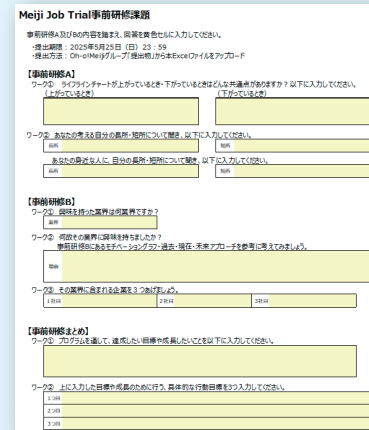 Meiji Job Trial事前研修課題
事前研修A及びBの内容を踏まえ、回答を黄色セルに入力してください。
・提出期限：2025年5月25日（日）23：59
・提出方法：Oh-o!Meijiグループ「提出物」から本Excelファイルをアップロード
【事前研修A】
ワーク① ライフラインチャートが上がっているとき・下がっているときはどんな共通点がありますか？以下に入力してください。
（上がっているとき）
（下がっているとき）
ワーク② あなたの考える自分の長所・短所について聞き、以下に入力してください。
長所
短所
あなたの身近な人に、自分の長所・短所について聞き、以下に入力してください。
長所
短所
【事前研修B】
ワーク① 興味を持った業界は何業界ですか？
業界
ワーク② 何故その業界に興味を持ちましたか？
事前研修Bにあるモチベーショングラフ・過去・現在・未来アプローチを参考に考えてみましょう。
理由
ワーク③ その業界に含まれる企業を３つあげましょう。
1社目
2社目
3社目
【事前研修まとめ】
ワーク① プログラムを通して、達成したい目標や成長したいことを以下に入力してください。
ワーク② 上に入力した目標や成長のために行う、具体的な行動目標を3つ入力してください。
1つ目
2つ目
3つ目